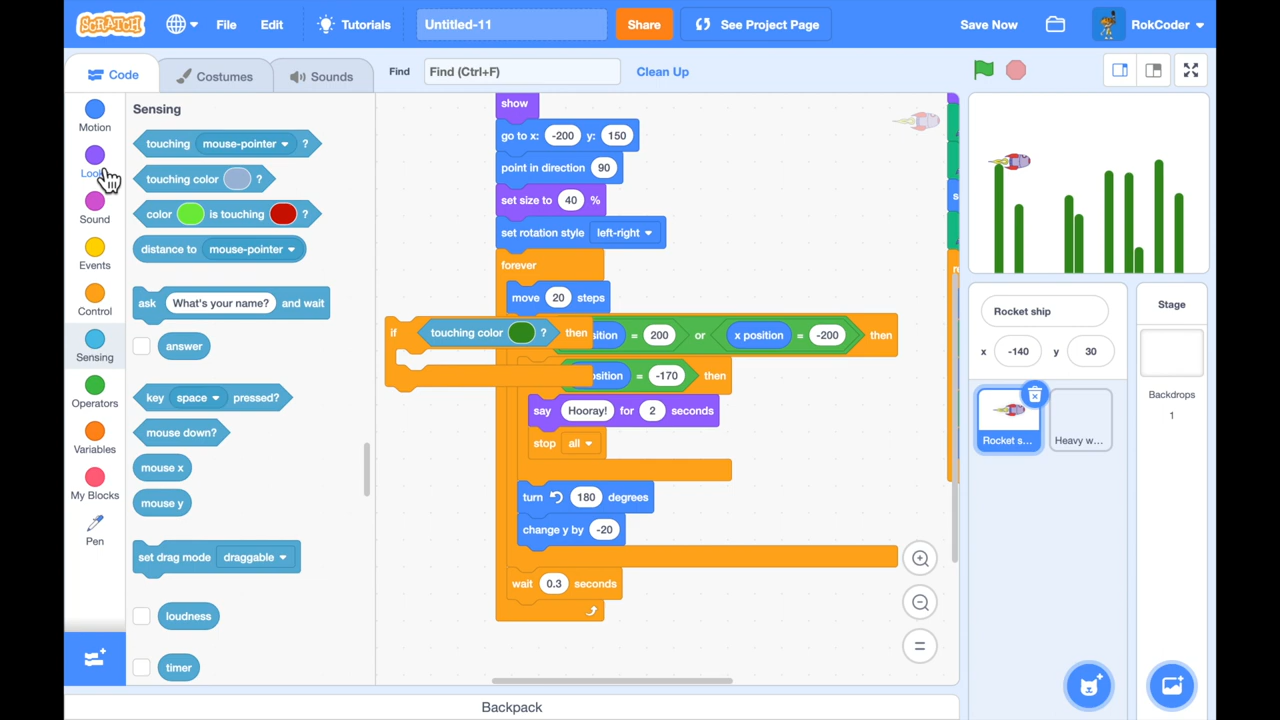 SCRATCH
File
Edit
Tutorials
Untitled-11
Share
See Project Page
Save Now
RokCoder
Code
Costumes
Sounds
Find
Find (Ctrl+F)
Clean Up
Motion
Sound
Events
Control
Sensing
Operators
Variables
My Blocks
Pen
Sensing
touching mouse-pointer ?
touching color ?
color is touching ?
distance to mouse-pointer
ask What's your name? and wait
answer
key space pressed?
mouse down?
mouse x
mouse y
set drag mode draggable
loudness
timer
show
go to x: -200 y: 150
point in direction 90
set size to 40 %
set rotation style left-right
forever
move 20 steps
if touching color ? then
= 200 or x position = -200 then
= -170 then
say Hooray! for 2 seconds
stop all
turn 180 degrees
change y by -20
wait 0.3 seconds
=
Rocket ship
x -140 y 30
Rocket s...
Heavy w...
Stage
Backdrops
1
Backpack